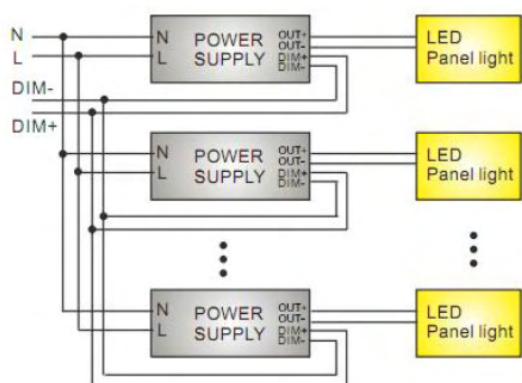 N
L
DIM-
DIM+
N
L
POWER
SUPPLY
OUT+
OUT-
DIM+
DIM-
LED
Panel light
N
L
POWER
SUPPLY
OUT+
OUT-
DIM+
DIM-
LED
Panel light
N
L
POWER
SUPPLY
OUT+
OUT-
DIM+
DIM-
LED
Panel light